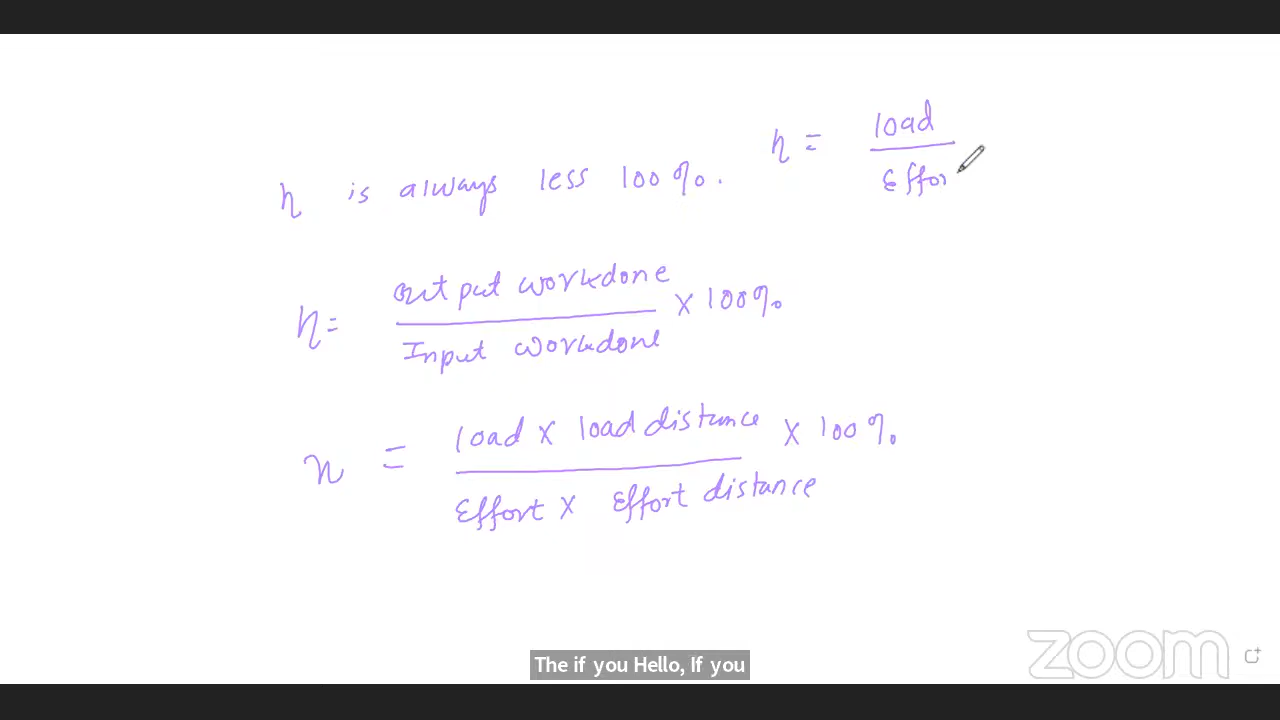 η = load
Effor
η is always less 100%.
η = Output workdone
Input workdone × 100%
η = load × load distance
Effort × Effort distance × 100%
The if you Hello, If you
zoom